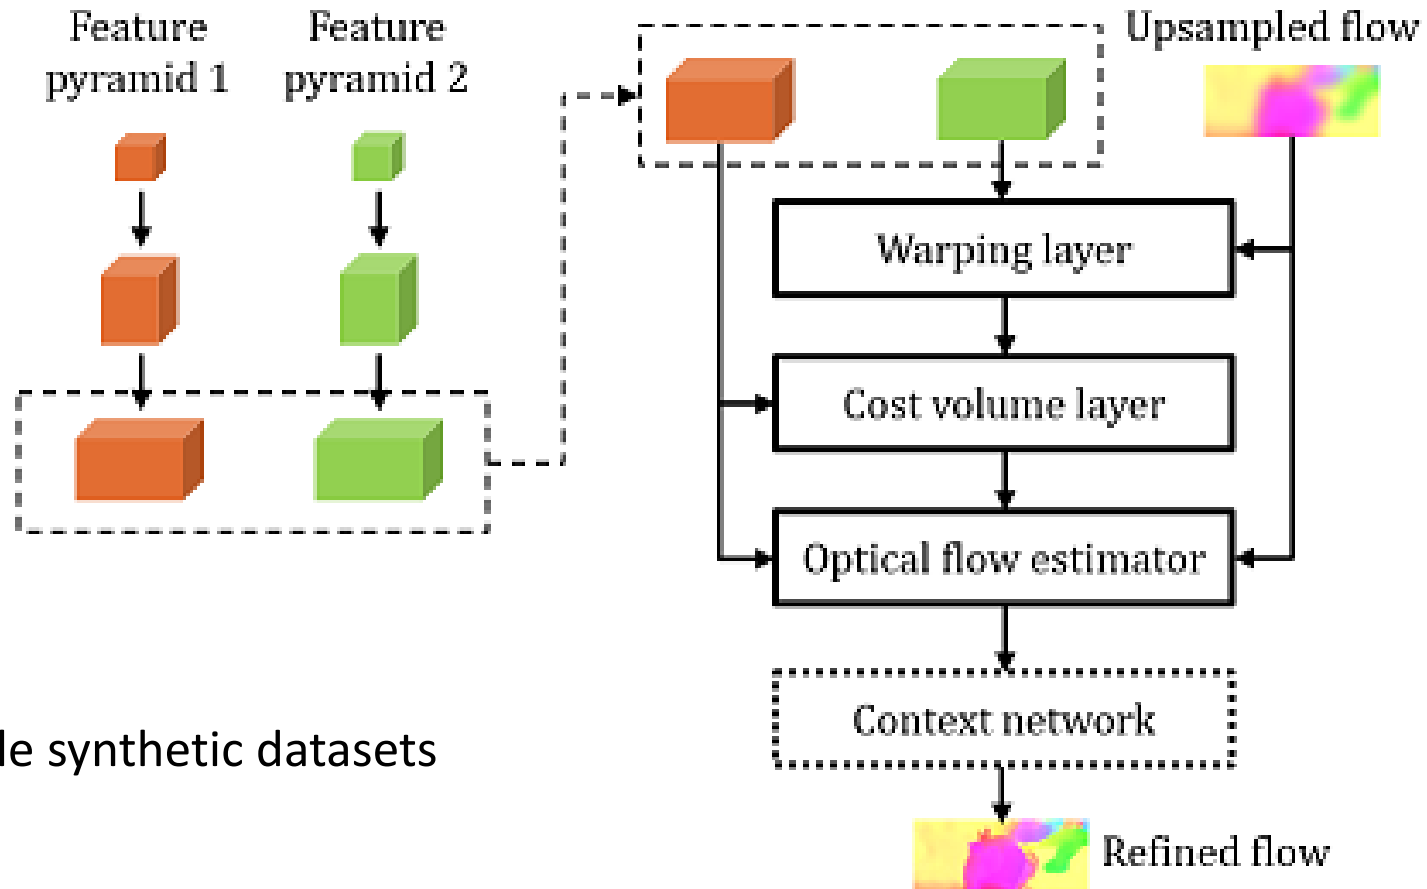 Feature
pyramid 1
Feature
pyramid 2
Upsampled flow
Warping layer
Cost volume layer
Optical flow estimator
Context network
Refined flow
synthetic datasets